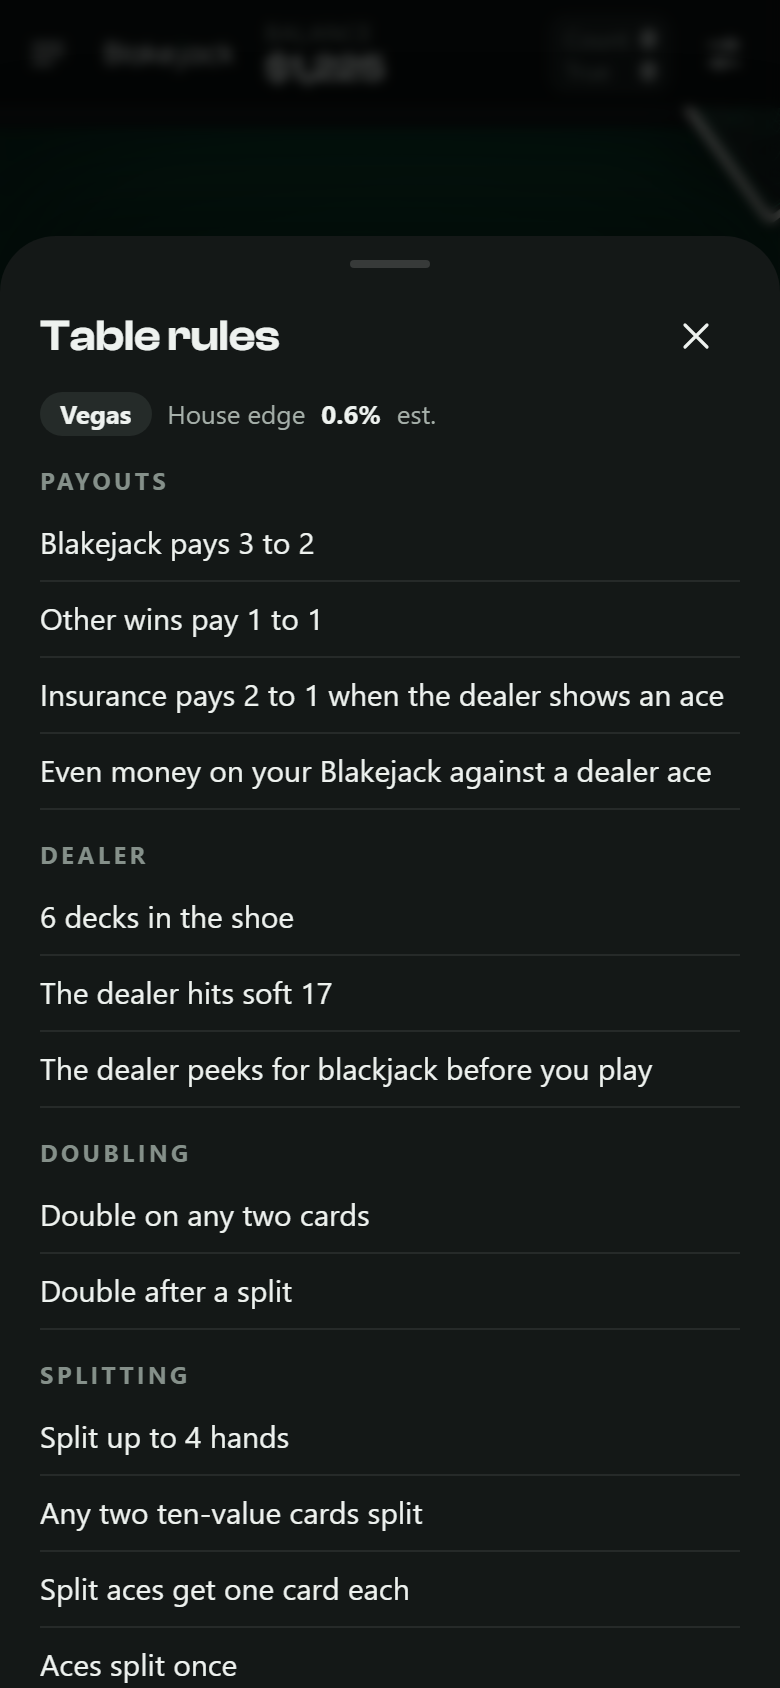 Blakejack
BALANCE
$1,225
Table rules
Vegas House edge 0.6% est.
PAYOUTS
Blakejack pays 3 to 2
Other wins pay 1 to 1
Insurance pays 2 to 1 when the dealer shows an ace
Even money on your Blakejack against a dealer ace
DEALER
6 decks in the shoe
The dealer hits soft 17
The dealer peeks for blackjack before you play
DOUBLING
Double on any two cards
Double after a split
SPLITTING
Split up to 4 hands
Any two ten-value cards split
Split aces get one card each
Aces split once